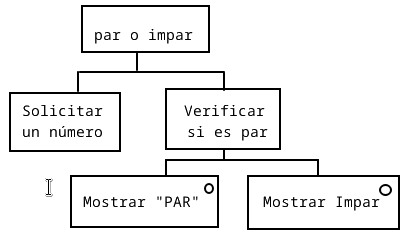 par o impar
Solicitar
un número
Verificar
si es par
Mostrar "PAR"
Mostrar Impar